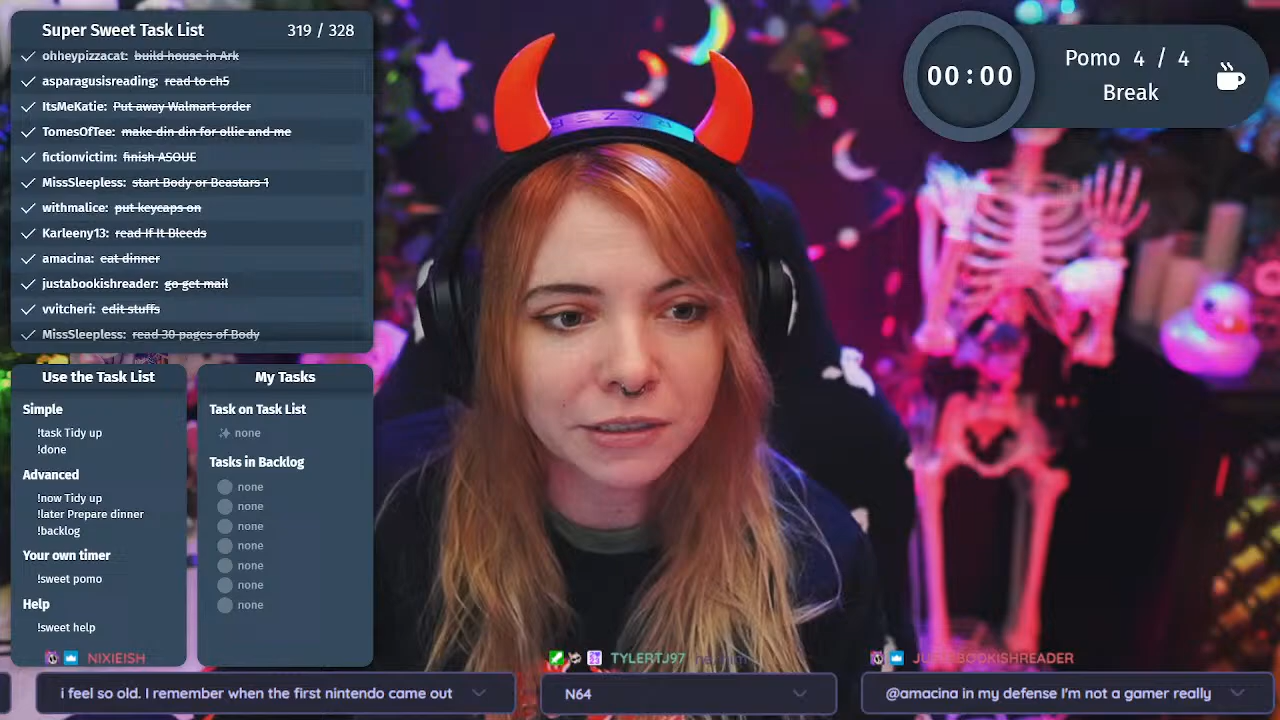 Super Sweet Task List 319 / 328
ohheypizzacat: build house in Ark
asparagusisreading: read to ch5
ItsMeKatie: Put away Walmart order
TomesOfTee: make din din for ollie and me
fictionvictim: finish ASOUE
MissSleepless: start Body or Beastars 1
withmalice: put keycaps on
Karleeny13: read If It Bleeds
amacina: eat dinner
justabookishreader: go get mail
vvitcheri: edit stuffs
MissSleepless: read 30 pages of Body
Use the Task List
Simple
!task Tidy up
!done
Advanced
!now Tidy up
!later Prepare dinner
!backlog
Your own timer
!sweet pomo
Help
!sweet help
My Tasks
Task on Task List
none
Tasks in Backlog
none
none
none
none
none
none
none
00:00
Pomo 4 / 4
Break
RAZER
NIXIEISH
i feel so old. I remember when the first nintendo came out
TYLERTJ97
N64
JUSTABOOKISHREADER
@amacina in my defense I'm not a gamer really